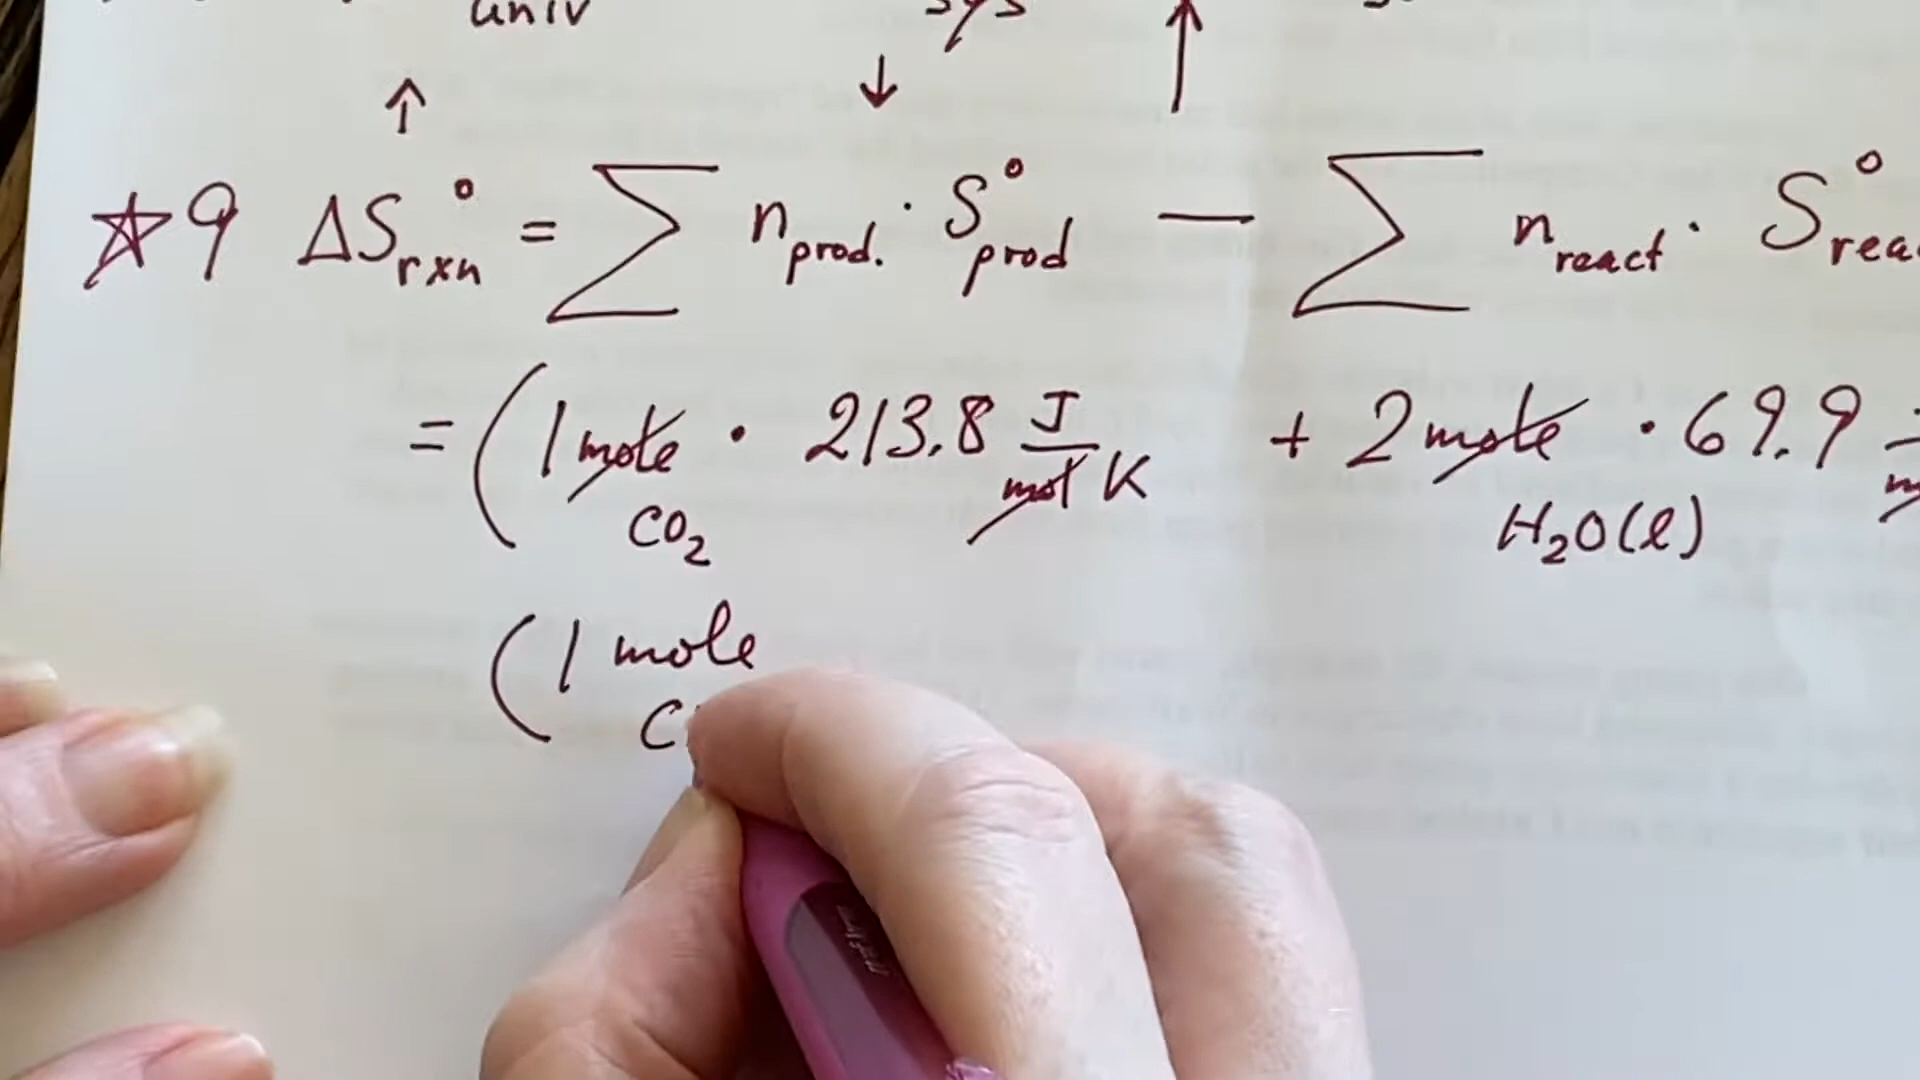 univ sys
↑ ↓ ↑
☆9 ΔS°rxn = ∑ nprod. · S°prod — ∑ nreact · S°reac
= (1 mole · 213.8 J/mol K + 2 mole · 69.9
CO₂ H₂O(l)
(1 mole
C